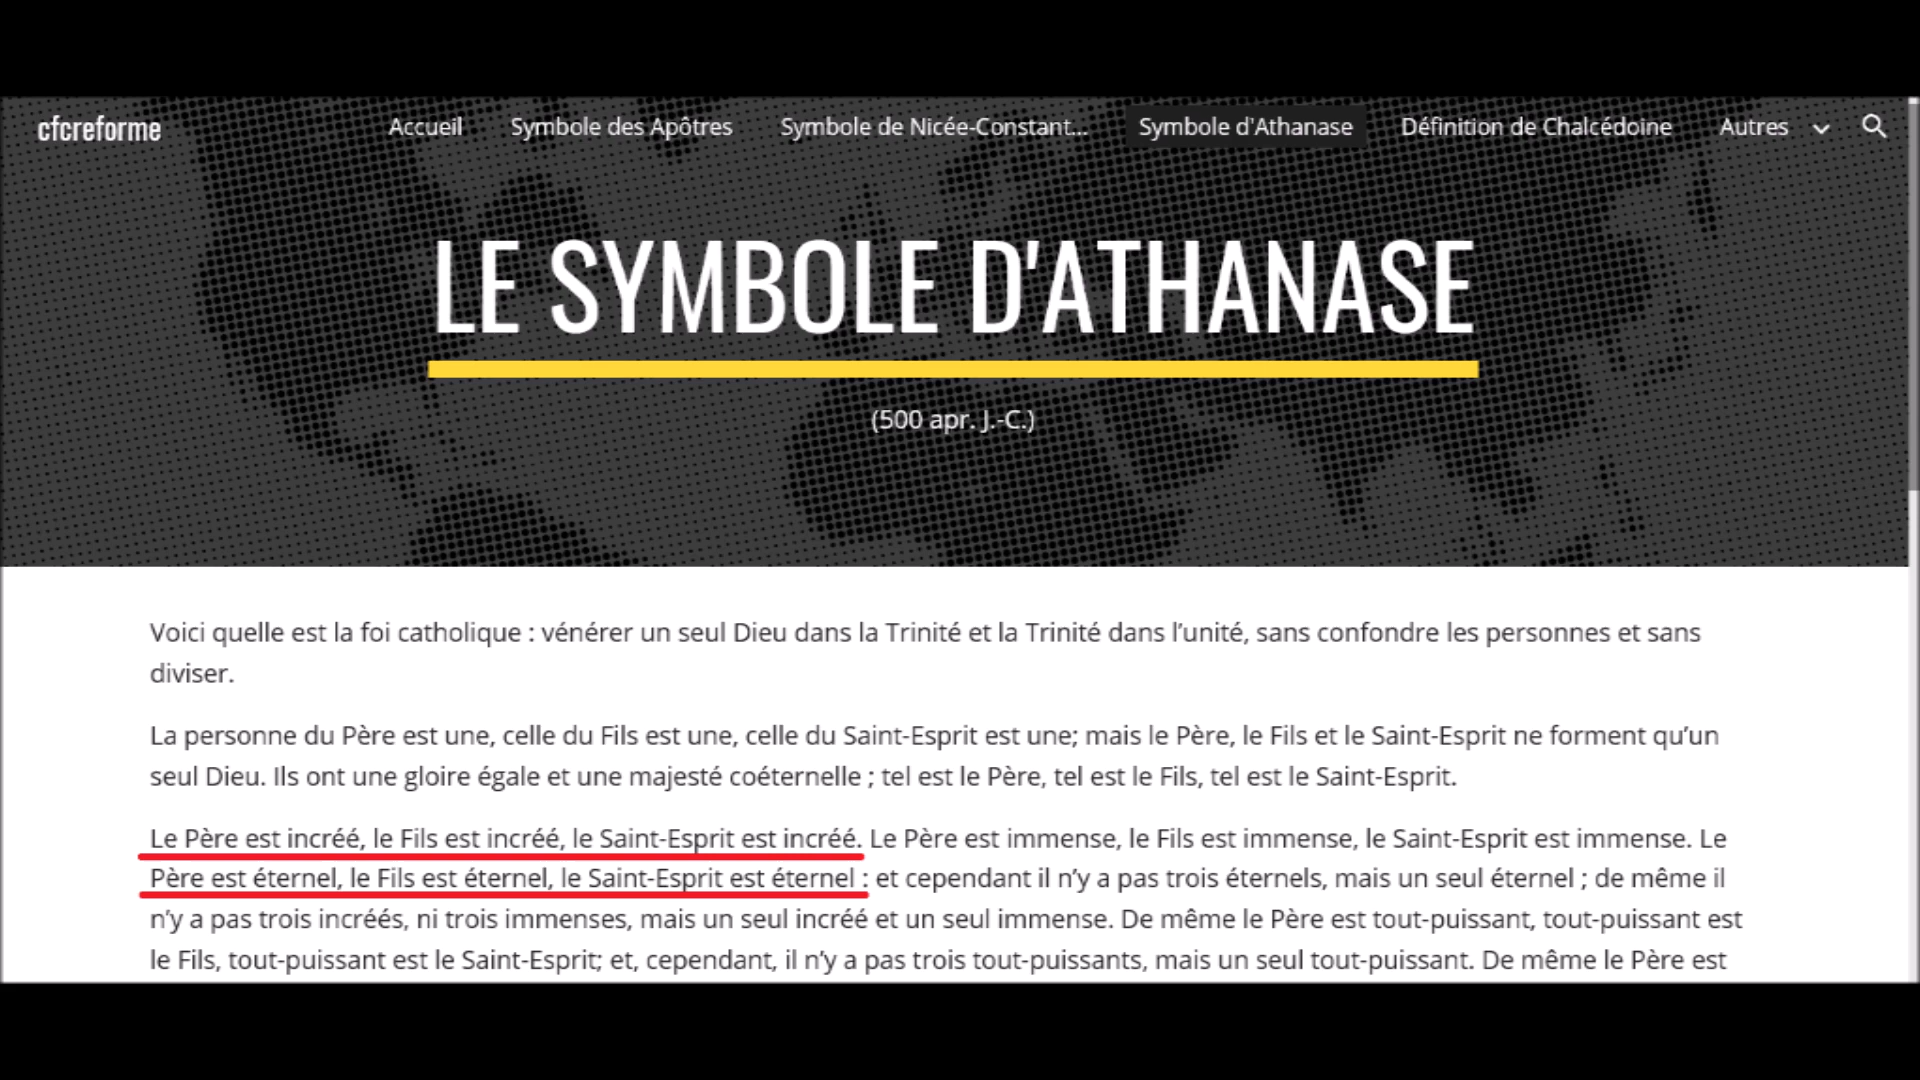 cfcreforme
Accueil
Symbole des Apôtres
Symbole de Nicée-Constant...
Symbole d'Athanase
Définition de Chalcédoine
Autres
LE SYMBOLE D'ATHANASE
(500 apr. J.-C.)
Voici quelle est la foi catholique : vénérer un seul Dieu dans la Trinité et la Trinité dans l’unité, sans confondre les personnes et sans
diviser.
La personne du Père est une, celle du Fils est une, celle du Saint-Esprit est une; mais le Père, le Fils et le Saint-Esprit ne forment qu’un
seul Dieu. Ils ont une gloire égale et une majesté coéternelle ; tel est le Père, tel est le Fils, tel est le Saint-Esprit.
Le Père est incréé, le Fils est incréé, le Saint-Esprit est incréé. Le Père est immense, le Fils est immense, le Saint-Esprit est immense. Le
Père est éternel, le Fils est éternel, le Saint-Esprit est éternel : et cependant il n’y a pas trois éternels, mais un seul éternel ; de même il
n’y a pas trois incréés, ni trois immenses, mais un seul incréé et un seul immense. De même le Père est tout-puissant, tout-puissant est
le Fils, tout-puissant est le Saint-Esprit; et, cependant, il n’y a pas trois tout-puissants, mais un seul tout-puissant. De même le Père est